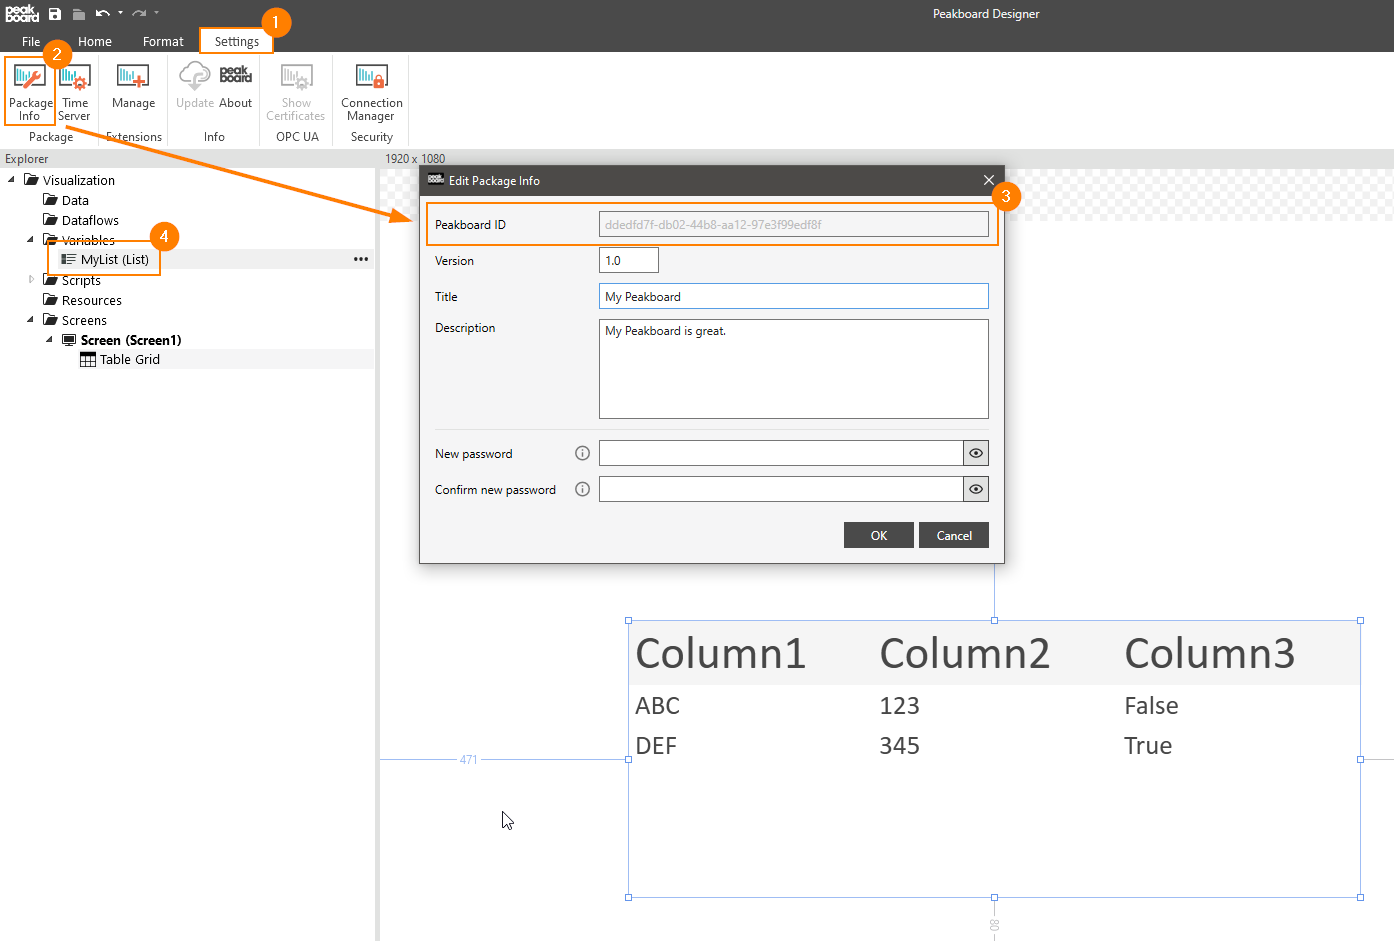 peak board
Peakboard Designer
1
File
Home
Format
Settings
2
Package Info
Time Server
Manage
Update
About
Show Certificates
Connection Manager
Package
Extensions
Info
OPC UA
Security
Explorer
1920 x 1080
Visualization
Data
Dataflows
Variables
4
MyList (List)
Scripts
Resources
Screens
Screen (Screen1)
Table Grid
Edit Package Info
3
Peakboard ID
ddedfd7f-db02-44b8-aa12-97e3f99edf8f
Version
1.0
Title
My Peakboard
Description
My Peakboard is great.
New password
Confirm new password
OK
Cancel
Column1 Column2 Column3
ABC 123 False
DEF 345 True
471
80